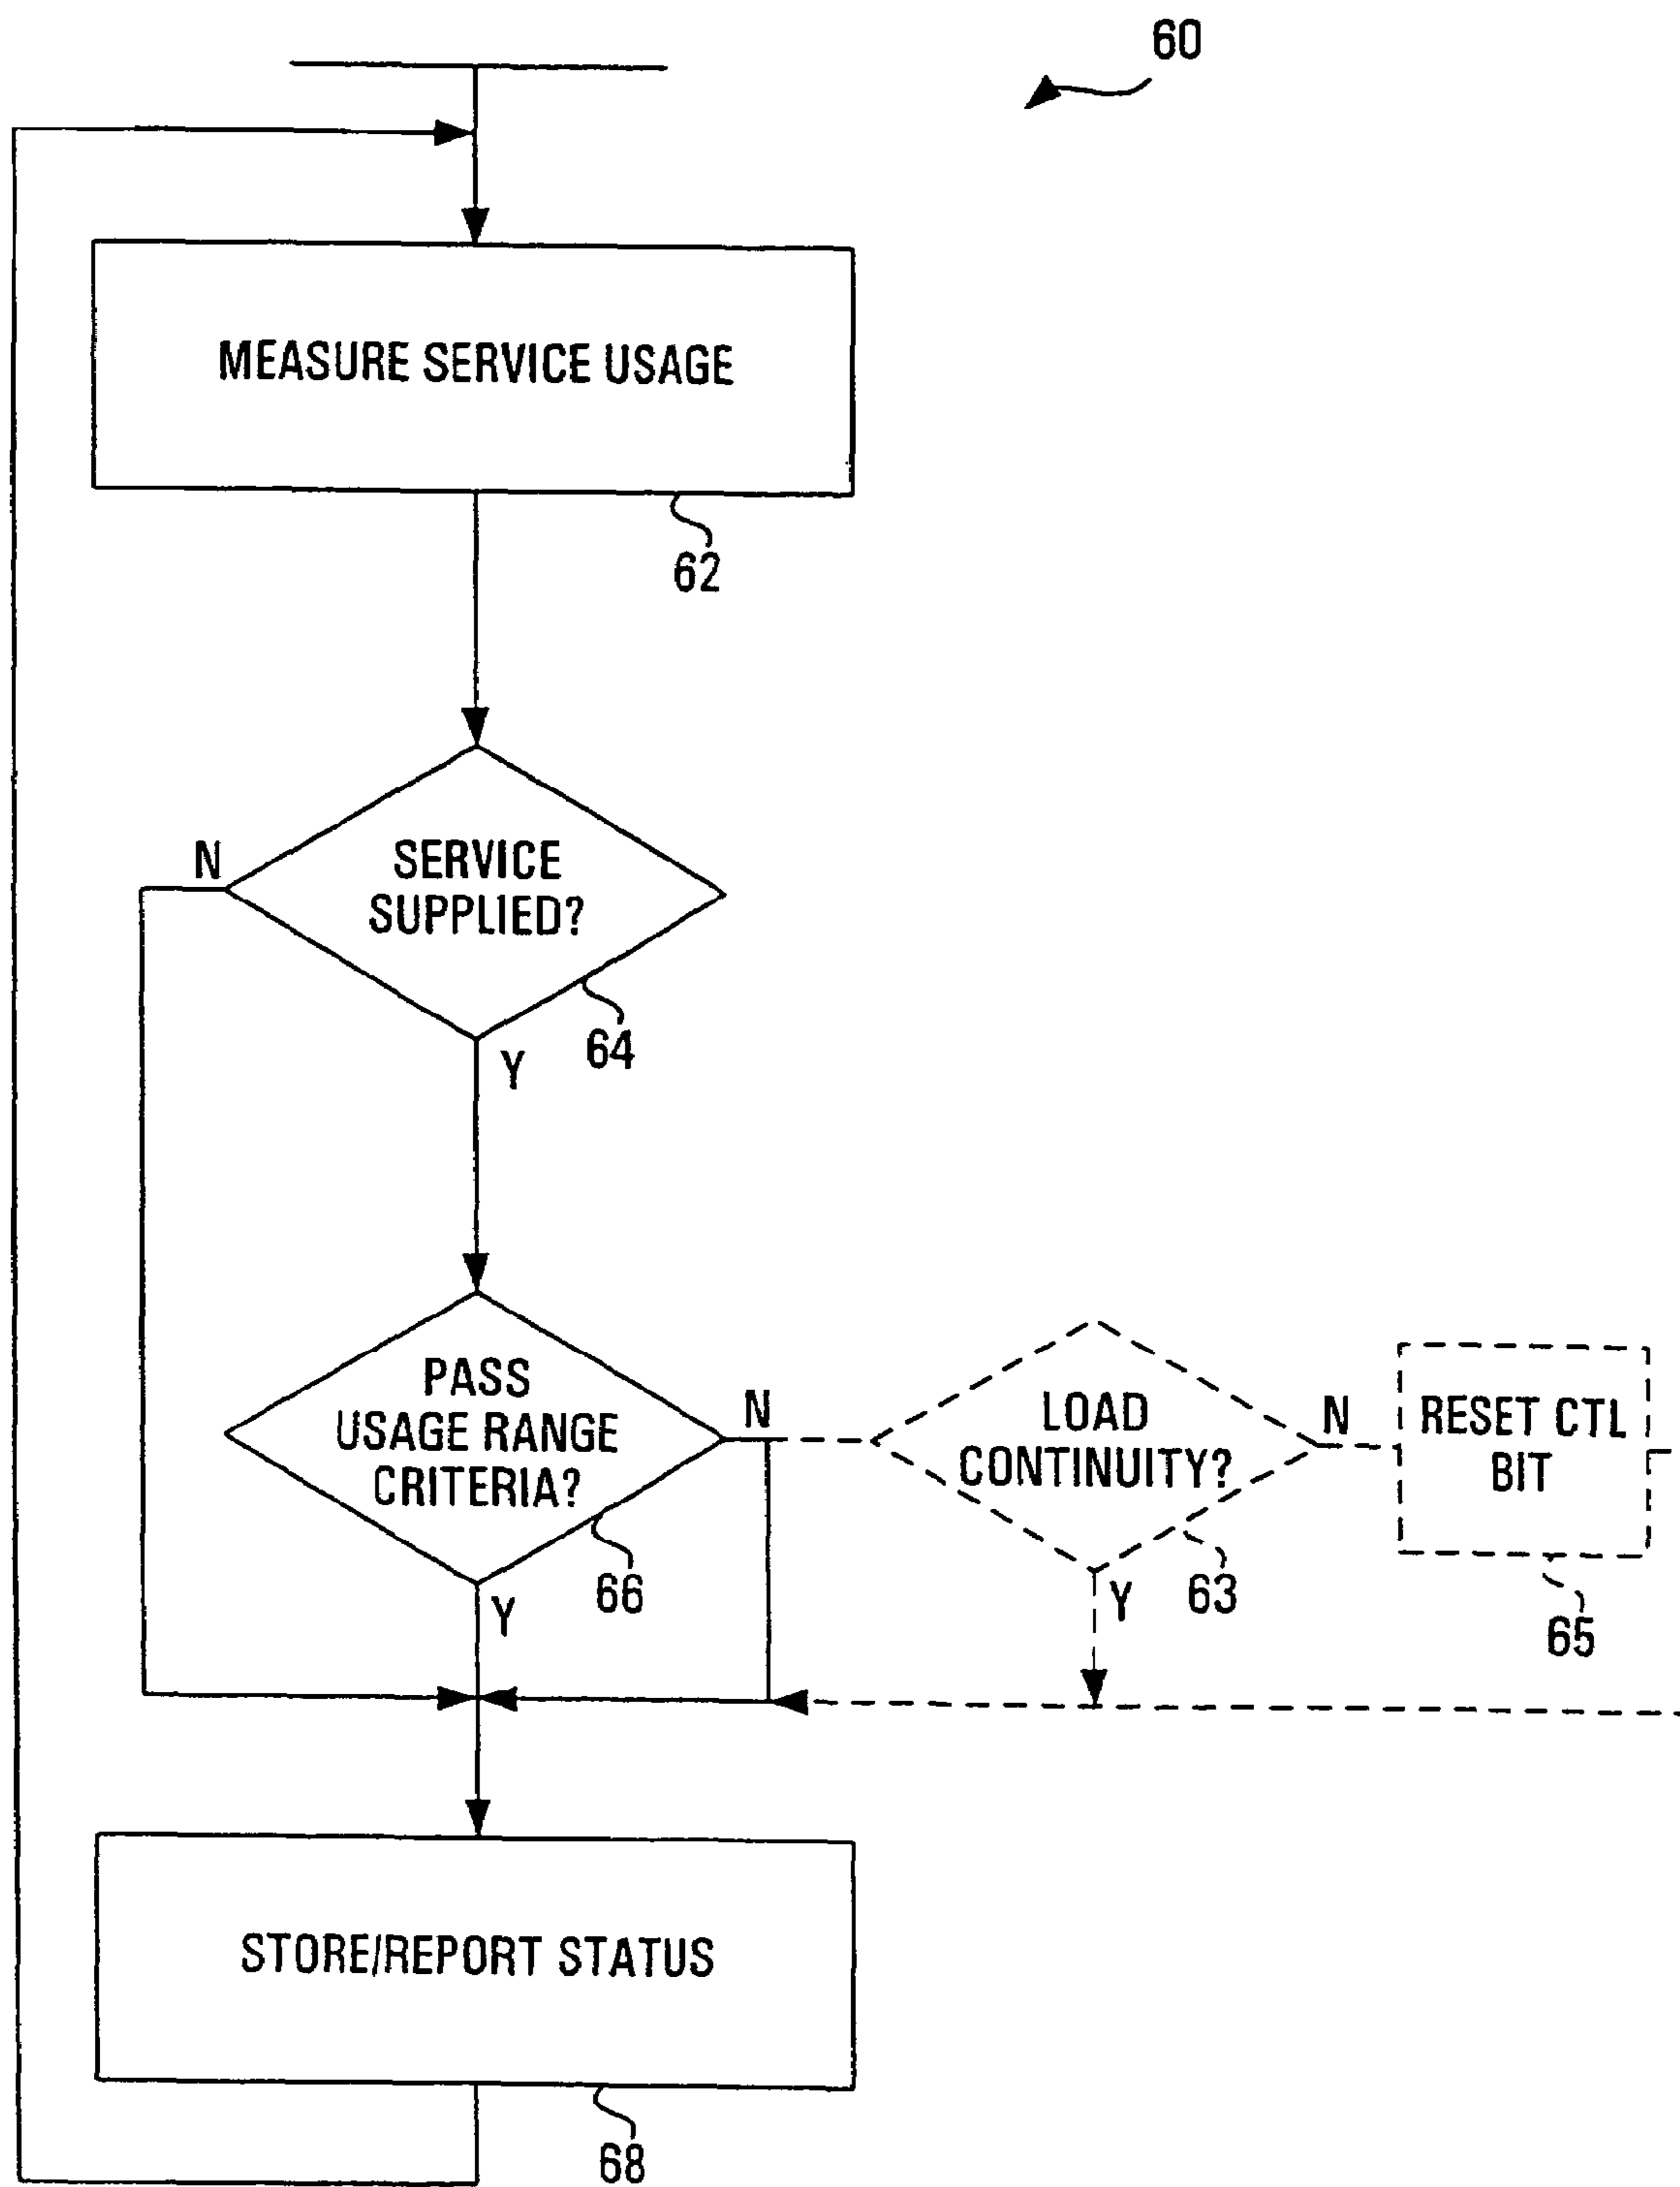 60
MEASURE SERVICE USAGE
62
N
SERVICE
SUPPLIED?
64
Y
PASS
USAGE RANGE
CRITERIA?
N
66
Y
LOAD
CONTINUITY?
N
63
Y
RESET CTL
BIT
65
STORE/REPORT STATUS
68